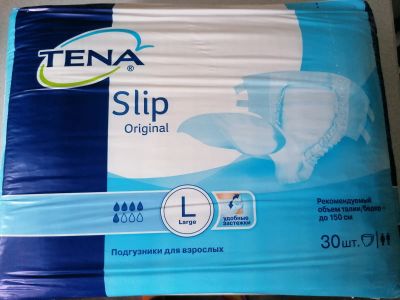 TENA®
Slip
Original
L
Large
удобные
застежки
Рекомендуемый
объем талии/бедер -
до 150 см
Подгузники для взрослых
30 шт.